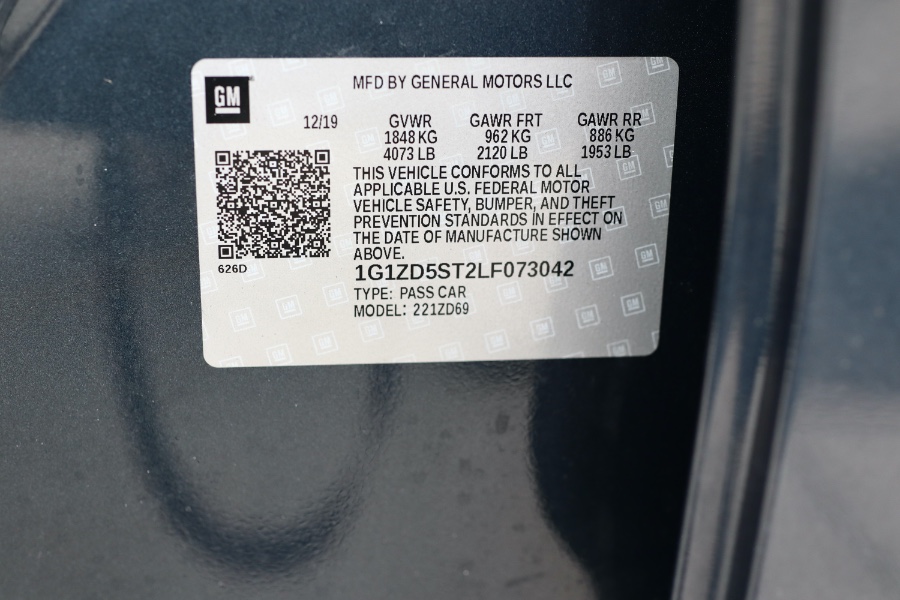 GM
MFD BY GENERAL MOTORS LLC
12/19 GVWR GAWR FRT GAWR RR
1848 KG 962 KG 886 KG
4073 LB 2120 LB 1953 LB
THIS VEHICLE CONFORMS TO ALL
APPLICABLE U.S. FEDERAL MOTOR
VEHICLE SAFETY, BUMPER, AND THEFT
PREVENTION STANDARDS IN EFFECT ON
THE DATE OF MANUFACTURE SHOWN
ABOVE.
626D
1G1ZD5ST2LF073042
TYPE: PASS CAR
MODEL: 221ZD69